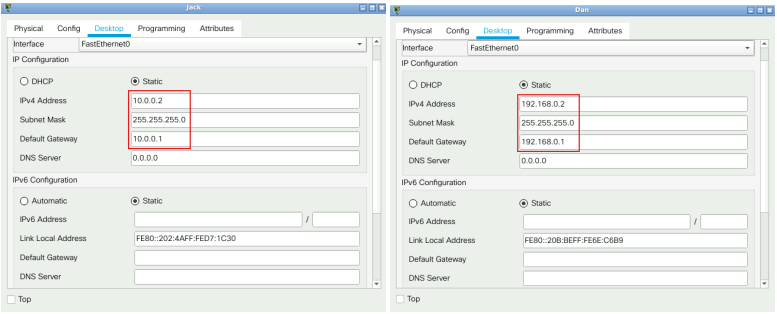 Jack
Physical Config Desktop Programming Attributes
Interface FastEthernet0
IP Configuration
DHCP Static
IPv4 Address 10.0.0.2
Subnet Mask 255.255.255.0
Default Gateway 10.0.0.1
DNS Server 0.0.0.0
IPv6 Configuration
Automatic Static
IPv6 Address /
Link Local Address FE80::202:4AFF:FED7:1C30
Default Gateway
DNS Server
Top
Dan
Physical Config Desktop Programming Attributes
Interface FastEthernet0
IP Configuration
DHCP Static
IPv4 Address 192.168.0.2
Subnet Mask 255.255.255.0
Default Gateway 192.168.0.1
DNS Server 0.0.0.0
IPv6 Configuration
Automatic Static
IPv6 Address /
Link Local Address FE80::20B:BEFF:FE6E:C6B9
Default Gateway
DNS Server
Top